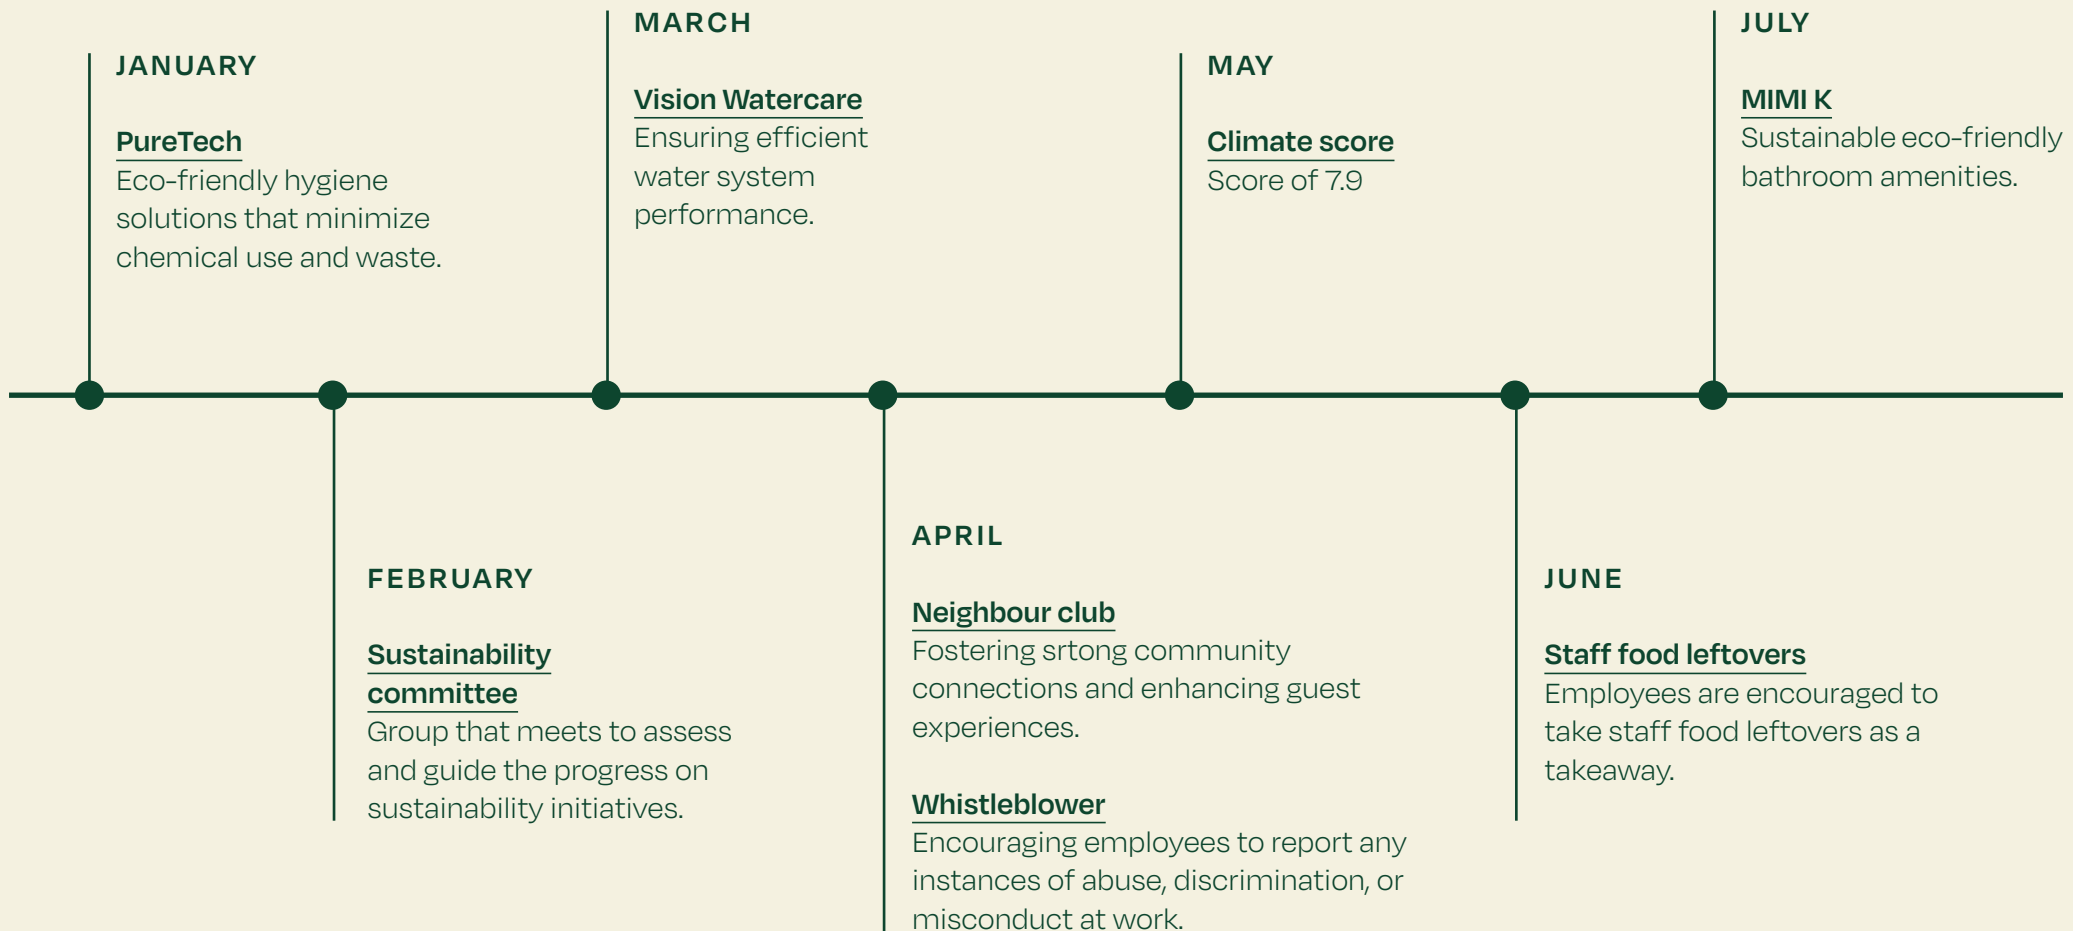 JANUARY
PureTech
Eco-friendly hygiene
solutions that minimize
chemical use and waste.
FEBRUARY
Sustainability
committee
Group that meets to assess
and guide the progress on
sustainability initiatives.
MARCH
Vision Watercare
Ensuring efficient
water system
performance.
APRIL
Neighbour club
Fostering srtong community
connections and enhancing guest
experiences.
Whistleblower
Encouraging employees to report any
instances of abuse, discrimination, or
misconduct at work.
MAY
Climate score
Score of 7.9
JUNE
Staff food leftovers
Employees are encouraged to
take staff food leftovers as a
takeaway.
JULY
MIMI K
Sustainable eco-friendly
bathroom amenities.